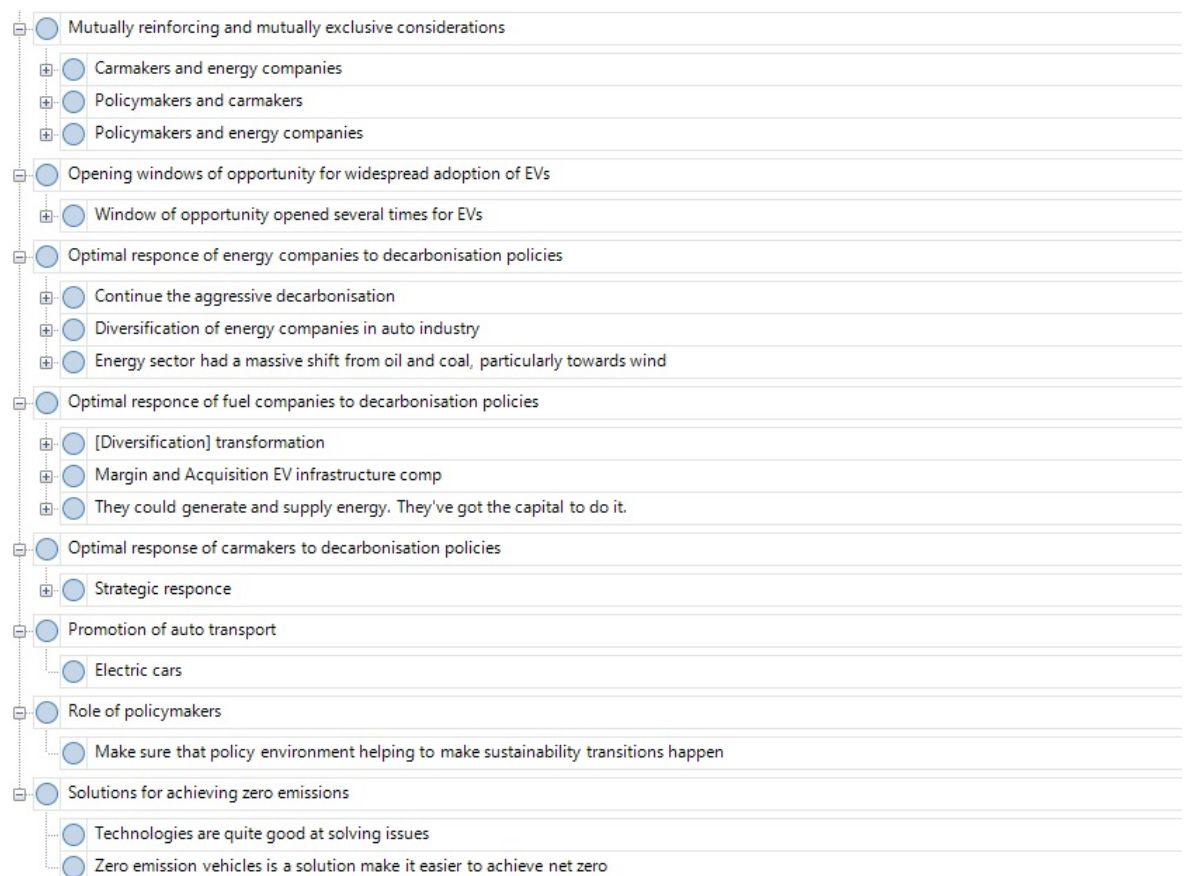 Mutually reinforcing and mutually exclusive considerations
Carmakers and energy companies
Policymakers and carmakers
Policymakers and energy companies
Opening windows of opportunity for widespread adoption of EVs
Window of opportunity opened several times for EVs
Optimal responce of energy companies to decarbonisation policies
Continue the aggressive decarbonisation
Diversification of energy companies in auto industry
Energy sector had a massive shift from oil and coal, particularly towards wind
Optimal responce of fuel companies to decarbonisation policies
[Diversification] transformation
Margin and Acquisition EV infrastructure comp
They could generate and supply energy. They've got the capital to do it.
Optimal response of carmakers to decarbonisation policies
Strategic responce
Promotion of auto transport
Electric cars
Role of policymakers
Make sure that policy environment helping to make sustainability transitions happen
Solutions for achieving zero emissions
Technologies are quite good at solving issues
Zero emission vehicles is a solution make it easier to achieve net zero